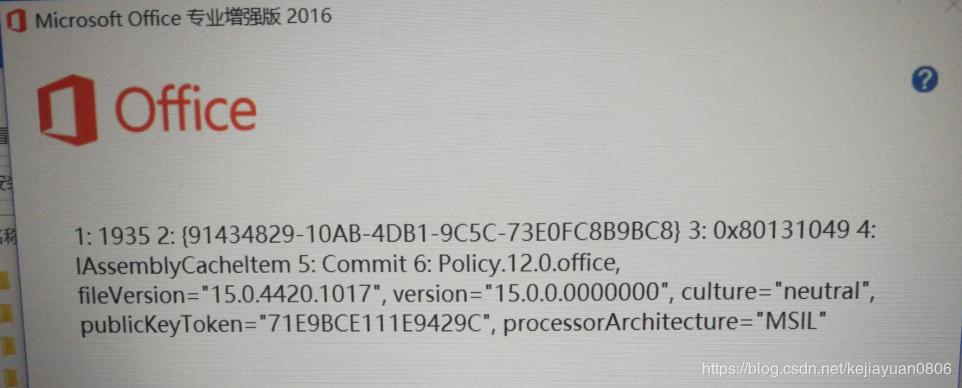 Microsoft Office 专业增强版 2016
Office
?
1: 1935 2: {91434829-10AB-4DB1-9C5C-73E0FC8B9BC8} 3: 0x80131049 4:
IAssemblyCacheItem 5: Commit 6: Policy.12.0.office,
fileVersion="15.0.4420.1017", version="15.0.0.0000000", culture="neutral",
publicKeyToken="71E9BCE111E9429C", processorArchitecture="MSIL"
https://blog.csdn.net/kejiayuan0806